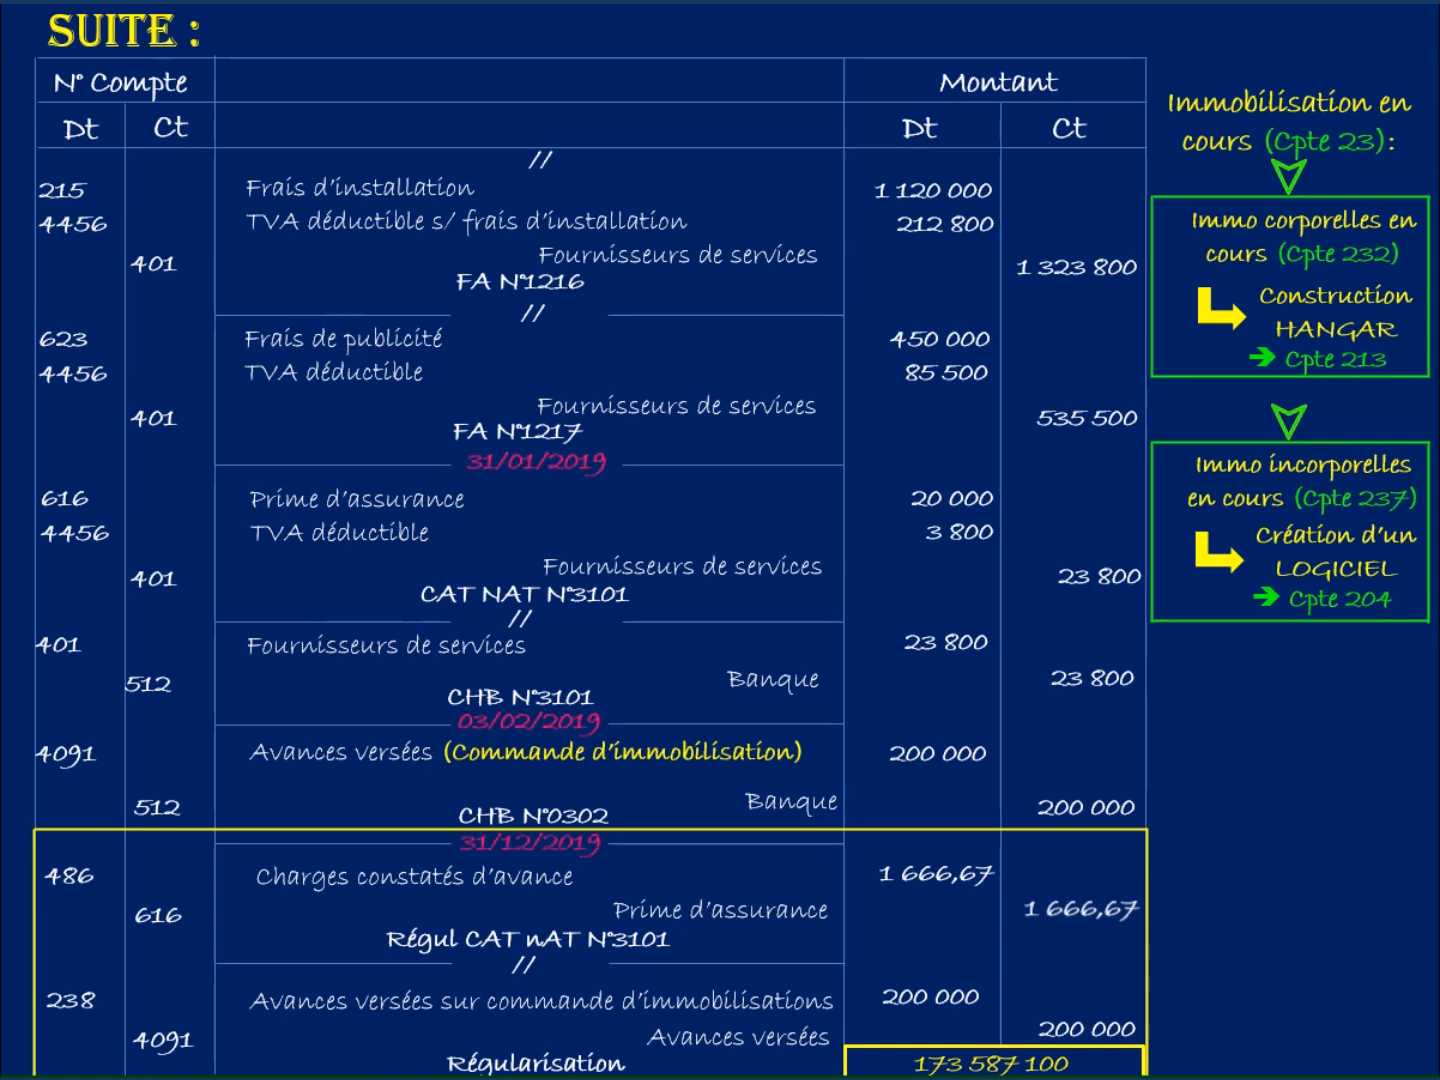 SUITE :
N° Compte Montant
Dt Ct Dt Ct
//
215 Frais d'installation 1 120 000
4456 TVA déductible s/ frais d'installation 212 800
401 Fournisseurs de services 1 323 800
FA N°1216
//
623 Frais de publicité 450 000
4456 TVA déductible 85 500
401 Fournisseurs de services 535 500
FA N°1217
31/01/2019
616 Prime d'assurance 20 000
4456 TVA déductible 3 800
401 Fournisseurs de services 23 800
CAT NAT N°3101
//
401 Fournisseurs de services 23 800
512 Banque 23 800
CHB N°3101
03/02/2019
4091 Avances versées (Commande d'immobilisation) 200 000
512 Banque 200 000
CHB N°0302
31/12/2019
486 Charges constatés d'avance 1 666,67
616 Prime d'assurance 1 666,67
Régul CAT nAT N°3101
//
238 Avances versées sur commande d'immobilisations 200 000
4091 Avances versées 200 000
Régularisation 173 587 100
Immobilisation en
cours (Cpte 23):
Immo corporelles en
cours (Cpte 232)
Construction
HANGAR
➔ Cpte 213
Immo incorporelles
en cours (Cpte 237)
Création d'un
LOGICIEL
➔ Cpte 204